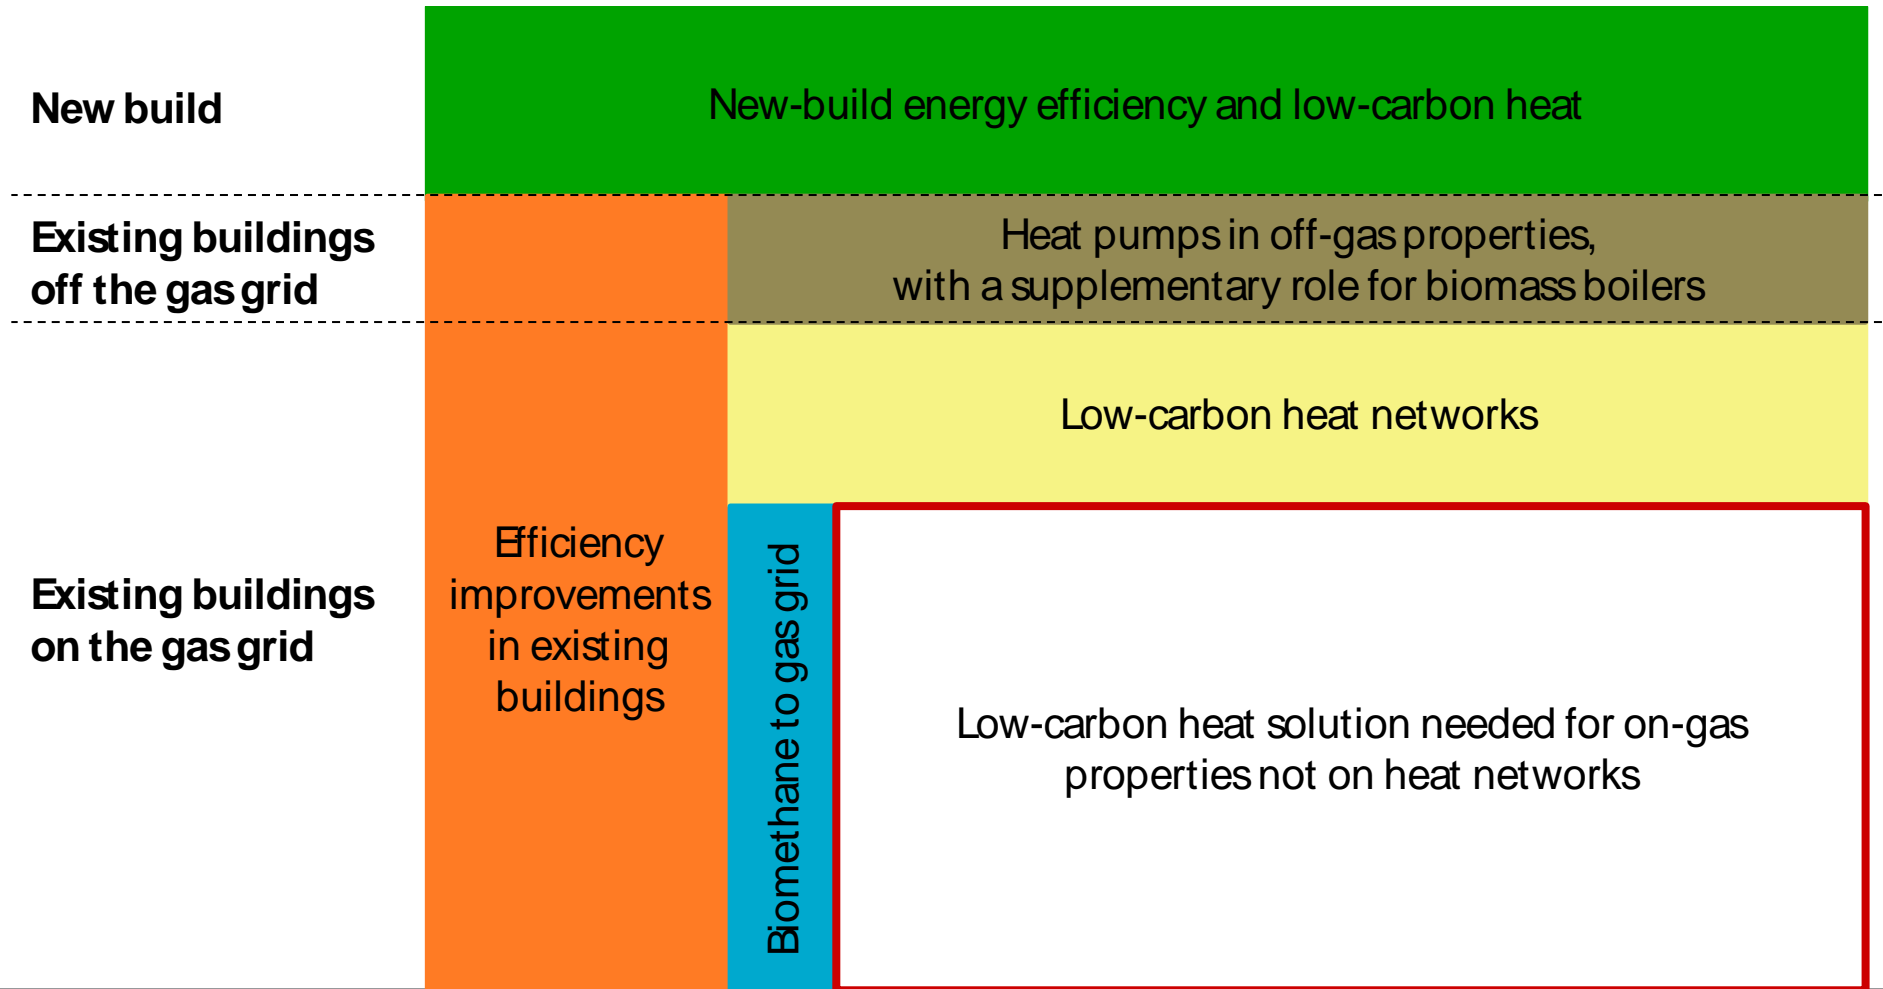 New build
New-build energy efficiency and low-carbon heat
Existing buildings
off the gas grid
Heat pumps in off-gas properties,
with a supplementary role for biomass boilers
Low-carbon heat networks
Existing buildings
on the gas grid
Efficiency
improvements
in existing
buildings
Biomethane to gas grid
Low-carbon heat solution needed for on-gas
properties not on heat networks